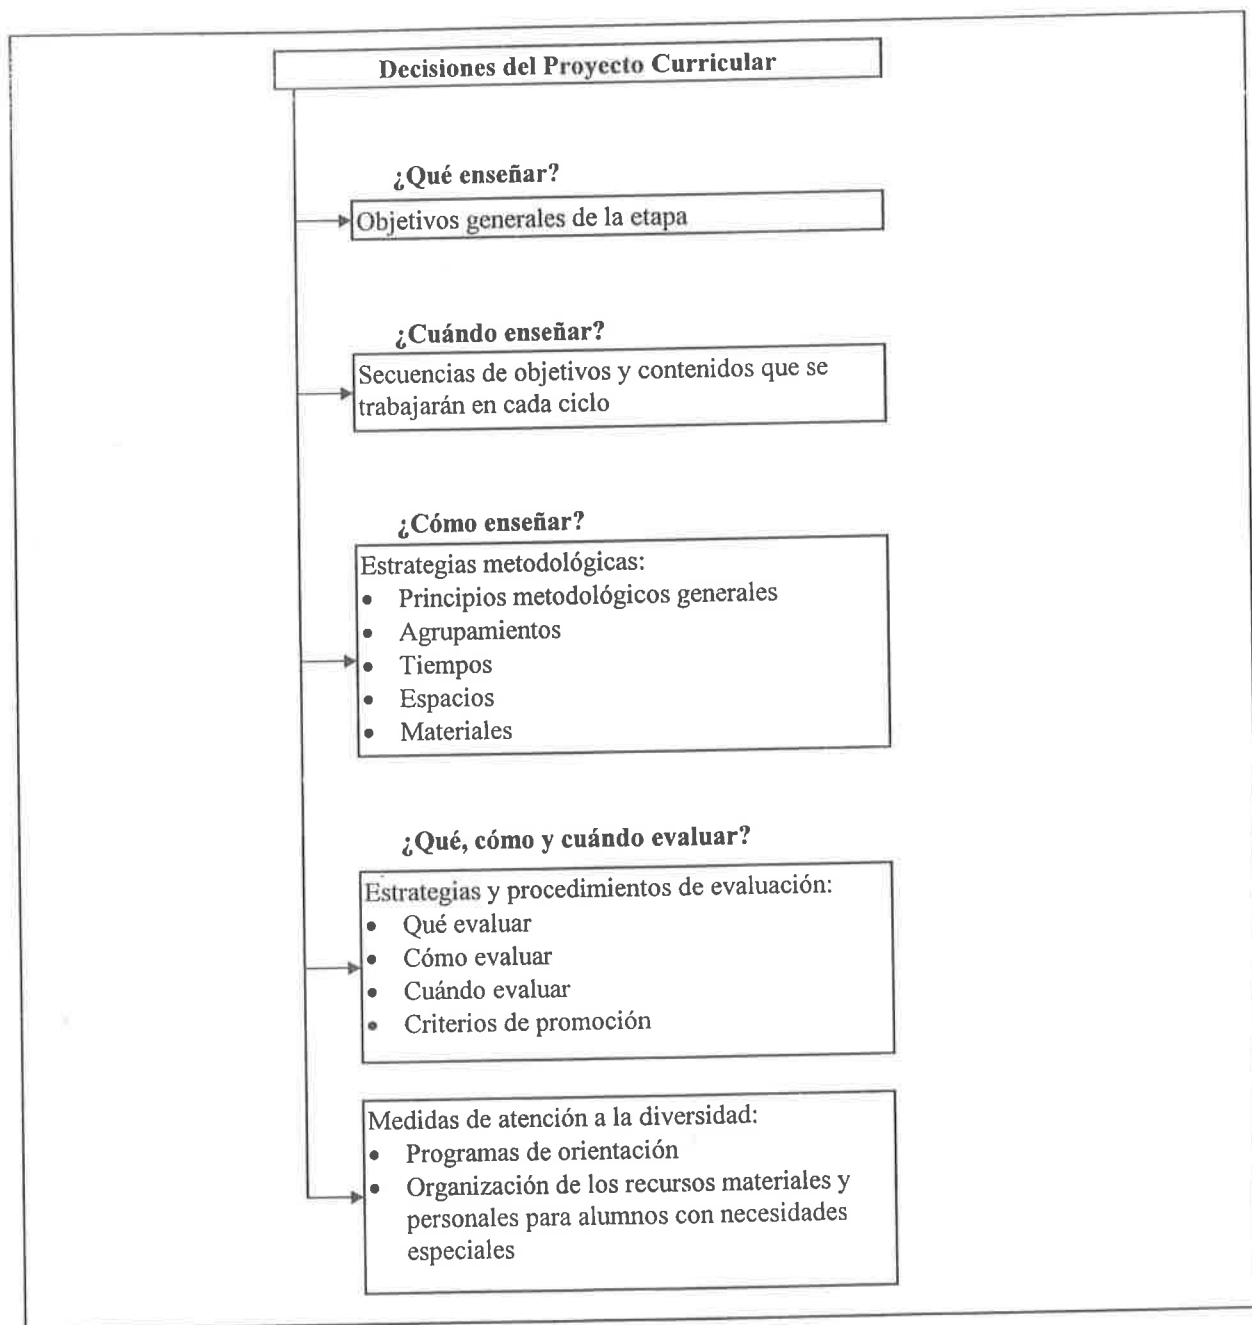 Decisiones del Proyecto Curricular
¿Qué enseñar?
Objetivos generales de la etapa
¿Cuándo enseñar?
Secuencias de objetivos y contenidos que se
trabajarán en cada ciclo
¿Cómo enseñar?
Estrategias metodológicas:
• Principios metodológicos generales
• Agrupamientos
• Tiempos
• Espacios
• Materiales
¿Qué, cómo y cuándo evaluar?
Estrategias y procedimientos de evaluación:
• Qué evaluar
• Cómo evaluar
• Cuándo evaluar
• Criterios de promoción
Medidas de atención a la diversidad:
• Programas de orientación
• Organización de los recursos materiales y
personales para alumnos con necesidades
especiales